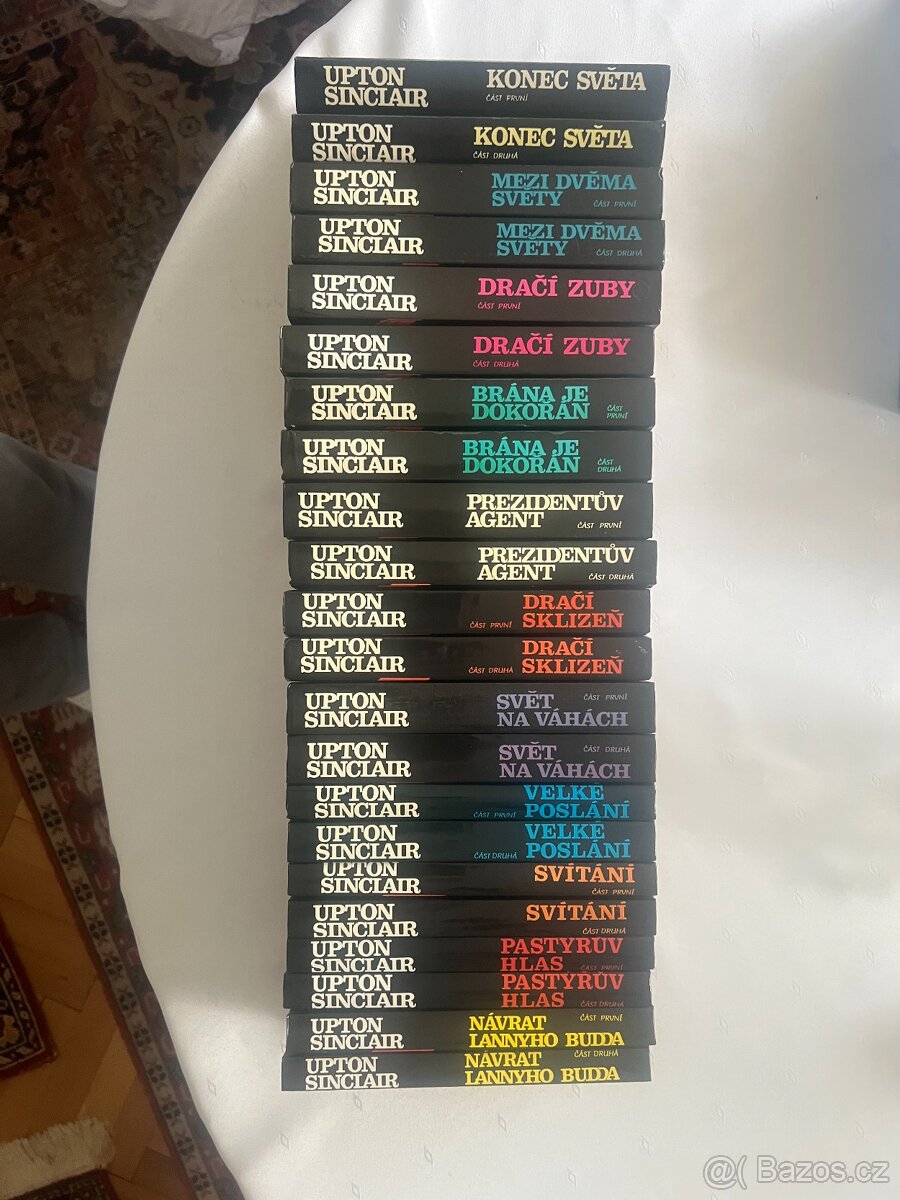 UPTON KONEC SVĚTA
SINCLAIR ČÁST PRVNÍ
UPTON KONEC SVĚTA
SINCLAIR ČÁST DRUHÁ
UPTON MEZI DVĚMA
SINCLAIR SVĚTY ČÁST PRVNÍ
UPTON MEZI DVĚMA
SINCLAIR SVĚTY ČÁST DRUHÁ
UPTON DRAČÍ ZUBY
SINCLAIR ČÁST PRVNÍ
UPTON DRAČÍ ZUBY
SINCLAIR ČÁST DRUHÁ
UPTON BRÁNA JE ČÁST
SINCLAIR DOKOŘÁN PRVNÍ
UPTON BRÁNA JE ČÁST
SINCLAIR DOKOŘÁN DRUHÁ
UPTON PREZIDENTŮV
SINCLAIR AGENT ČÁST PRVNÍ
UPTON PREZIDENTŮV
SINCLAIR AGENT ČÁST DRUHÁ
UPTON DRAČÍ
SINCLAIR ČÁST PRVNÍ SKLIZEŇ
UPTON DRAČÍ
SINCLAIR ČÁST DRUHÁ SKLIZEŇ
UPTON SVĚT ČÁST PRVNÍ
SINCLAIR NA VÁHÁCH
UPTON SVĚT ČÁST DRUHÁ
SINCLAIR NA VÁHÁCH
UPTON VELKÉ
SINCLAIR ČÁST PRVNÍ POSLÁNÍ
UPTON VELKÉ
SINCLAIR ČÁST DRUHÁ POSLÁNÍ
UPTON SVÍTÁNÍ
SINCLAIR ČÁST PRVNÍ
UPTON SVÍTÁNÍ
SINCLAIR ČÁST DRUHÁ
UPTON PASTÝŘŮV
SINCLAIR HLAS ČÁST PRVNÍ
UPTON PASTÝŘŮV
SINCLAIR HLAS ČÁST DRUHÁ
UPTON NÁVRAT ČÁST PRVNÍ
SINCLAIR LANNYHO BUDDA
UPTON NÁVRAT ČÁST DRUHÁ
SINCLAIR LANNYHO BUDDA
@( Bazos.cz